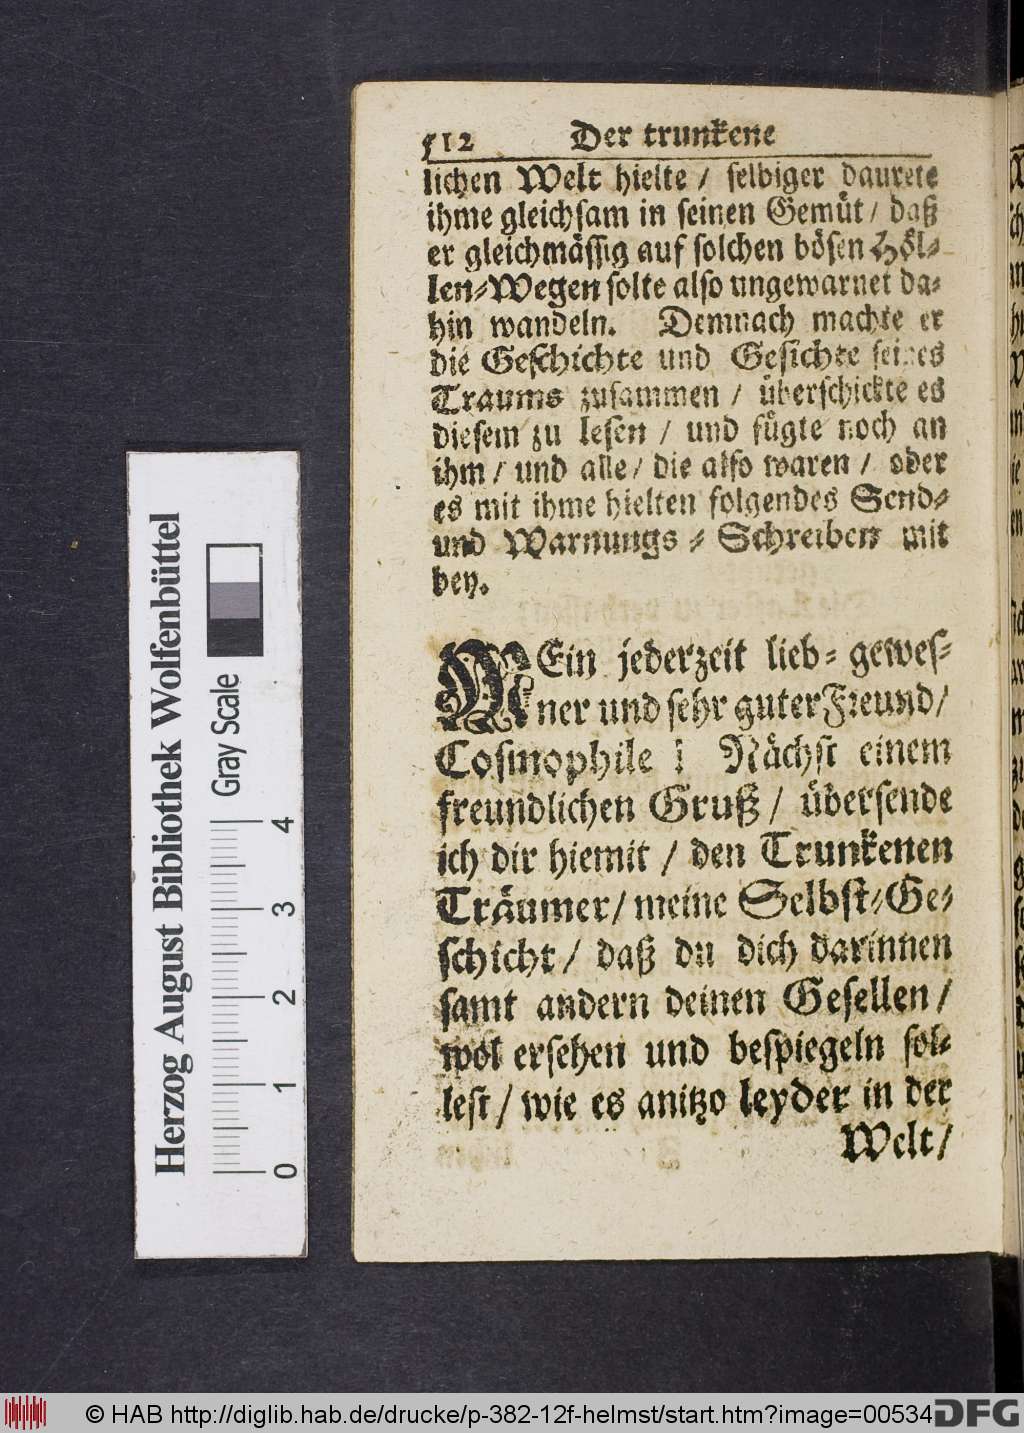 512 Der trunkene
lichen Welt hielte / selbiger daurete
ihme gleichsam in seinen Gemüt / daß
er gleichmässig auf solchen bösen Höl-
len-Wegen solte also ungewarnet da-
hin wandeln. Demnach machte er
die Geschichte und Gesichte seines
Traums zusammen / überschickte es
diesem zu lesen / und fügte noch an
ihm / und alle / die also waren / oder
es mit ihme hielten folgendes Send-
und Warnungs-Schreiben mit
bey.
MEin jederzeit lieb-gewes-
ner und sehr guter Freund /
Cosmophile ! Nächst einem
freundlichen Gruß / übersende
ich dir hiemit / den Trunkenen
Träumer / meine Selbst-Ge-
schicht / daß du dich darinnen
samt andern deinen Gesellen /
wol ersehen und bespiegeln sol-
lest / wie es anitzo leyder in der
Welt /
Herzog August Bibliothek Wolfenbüttel
Gray Scale
0 1 2 3 4
© HAB http://diglib.hab.de/drucke/p-382-12f-helmst/start.htm?image=00534
DFG